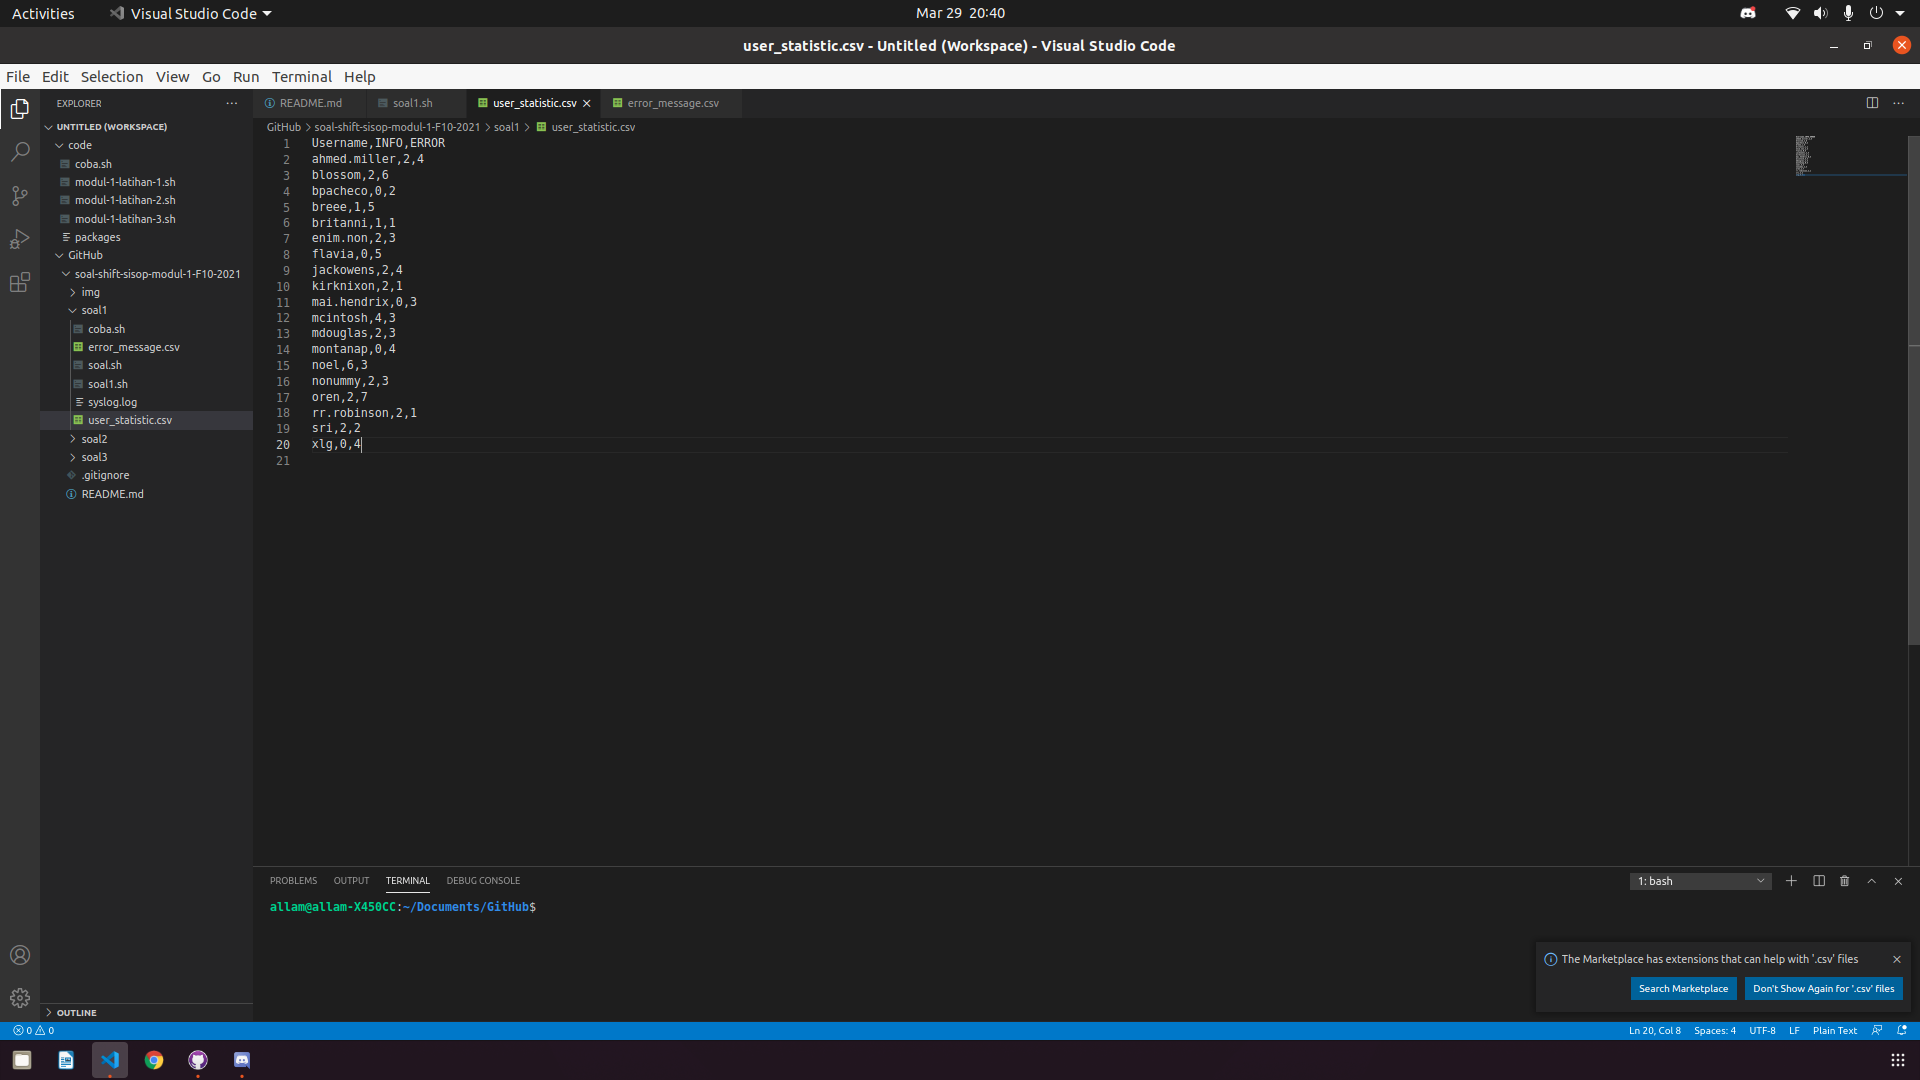 Activities
Visual Studio Code
Mar 29 20:40
user_statistic.csv - Untitled (Workspace) - Visual Studio Code
File Edit Selection View Go Run Terminal Help
EXPLORER
UNTITLED (WORKSPACE)
code
coba.sh
modul-1-latihan-1.sh
modul-1-latihan-2.sh
modul-1-latihan-3.sh
packages
GitHub
soal-shift-sisop-modul-1-F10-2021
img
soal1
coba.sh
error_message.csv
soal.sh
soal1.sh
syslog.log
user_statistic.csv
soal2
soal3
.gitignore
README.md
OUTLINE
README.md
soal1.sh
user_statistic.csv
error_message.csv
GitHub > soal-shift-sisop-modul-1-F10-2021 > soal1 > user_statistic.csv
1 Username,INFO,ERROR
2 ahmed.miller,2,4
3 blossom,2,6
4 bpacheco,0,2
5 breee,1,5
6 britanni,1,1
7 enim.non,2,3
8 flavia,0,5
9 jackowens,2,4
10 kirknixon,2,1
11 mai.hendrix,0,3
12 mcintosh,4,3
13 mdouglas,2,3
14 montanap,0,4
15 noel,6,3
16 nonummy,2,3
17 oren,2,7
18 rr.robinson,2,1
19 sri,2,2
20 xlg,0,4
21
PROBLEMS OUTPUT TERMINAL DEBUG CONSOLE
1: bash
allam@allam-X450CC:~/Documents/GitHub$
The Marketplace has extensions that can help with '.csv' files
Search Marketplace
Don't Show Again for '.csv' files
0 0
Ln 20, Col 8 Spaces: 4 UTF-8 LF Plain Text